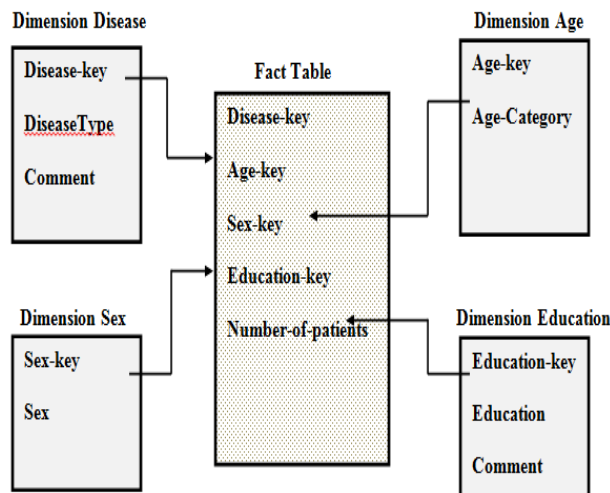 Dimension Disease
Disease-key
DiseaseType
Comment
Fact Table
Disease-key
Age-key
Sex-key
Education-key
Number-of-patients
Dimension Age
Age-key
Age-Category
Dimension Sex
Sex-key
Sex
Dimension Education
Education-key
Education
Comment